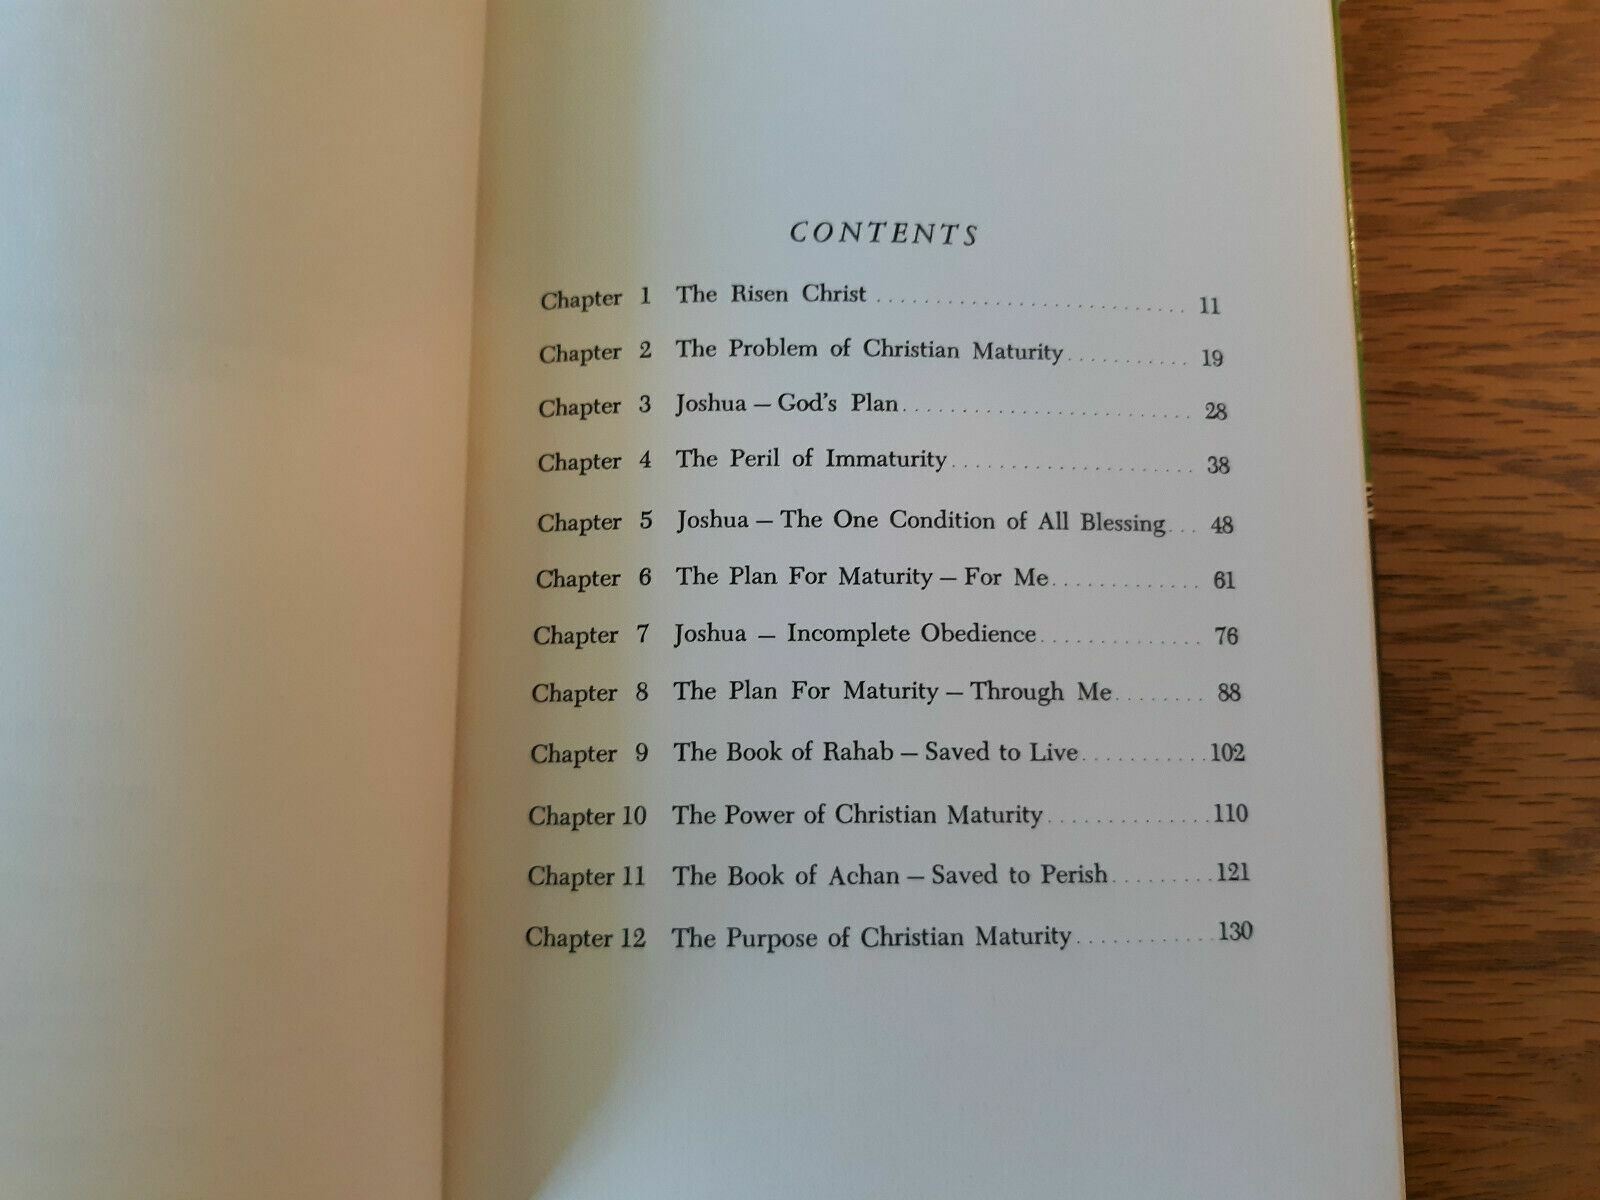 CONTENTS
Chapter 1 The Risen Christ .......................... 11
Chapter 2 The Problem of Christian Maturity........... 19
Chapter 3 Joshua — God's Plan......................... 28
Chapter 4 The Peril of Immaturity..................... 38
Chapter 5 Joshua — The One Condition of All Blessing... 48
Chapter 6 The Plan For Maturity — For Me............. 61
Chapter 7 Joshua — Incomplete Obedience.............. 76
Chapter 8 The Plan For Maturity — Through Me........ 88
Chapter 9 The Book of Rahab — Saved to Live...........102
Chapter 10 The Power of Christian Maturity..............110
Chapter 11 The Book of Achan — Saved to Perish.........121
Chapter 12 The Purpose of Christian Maturity............130